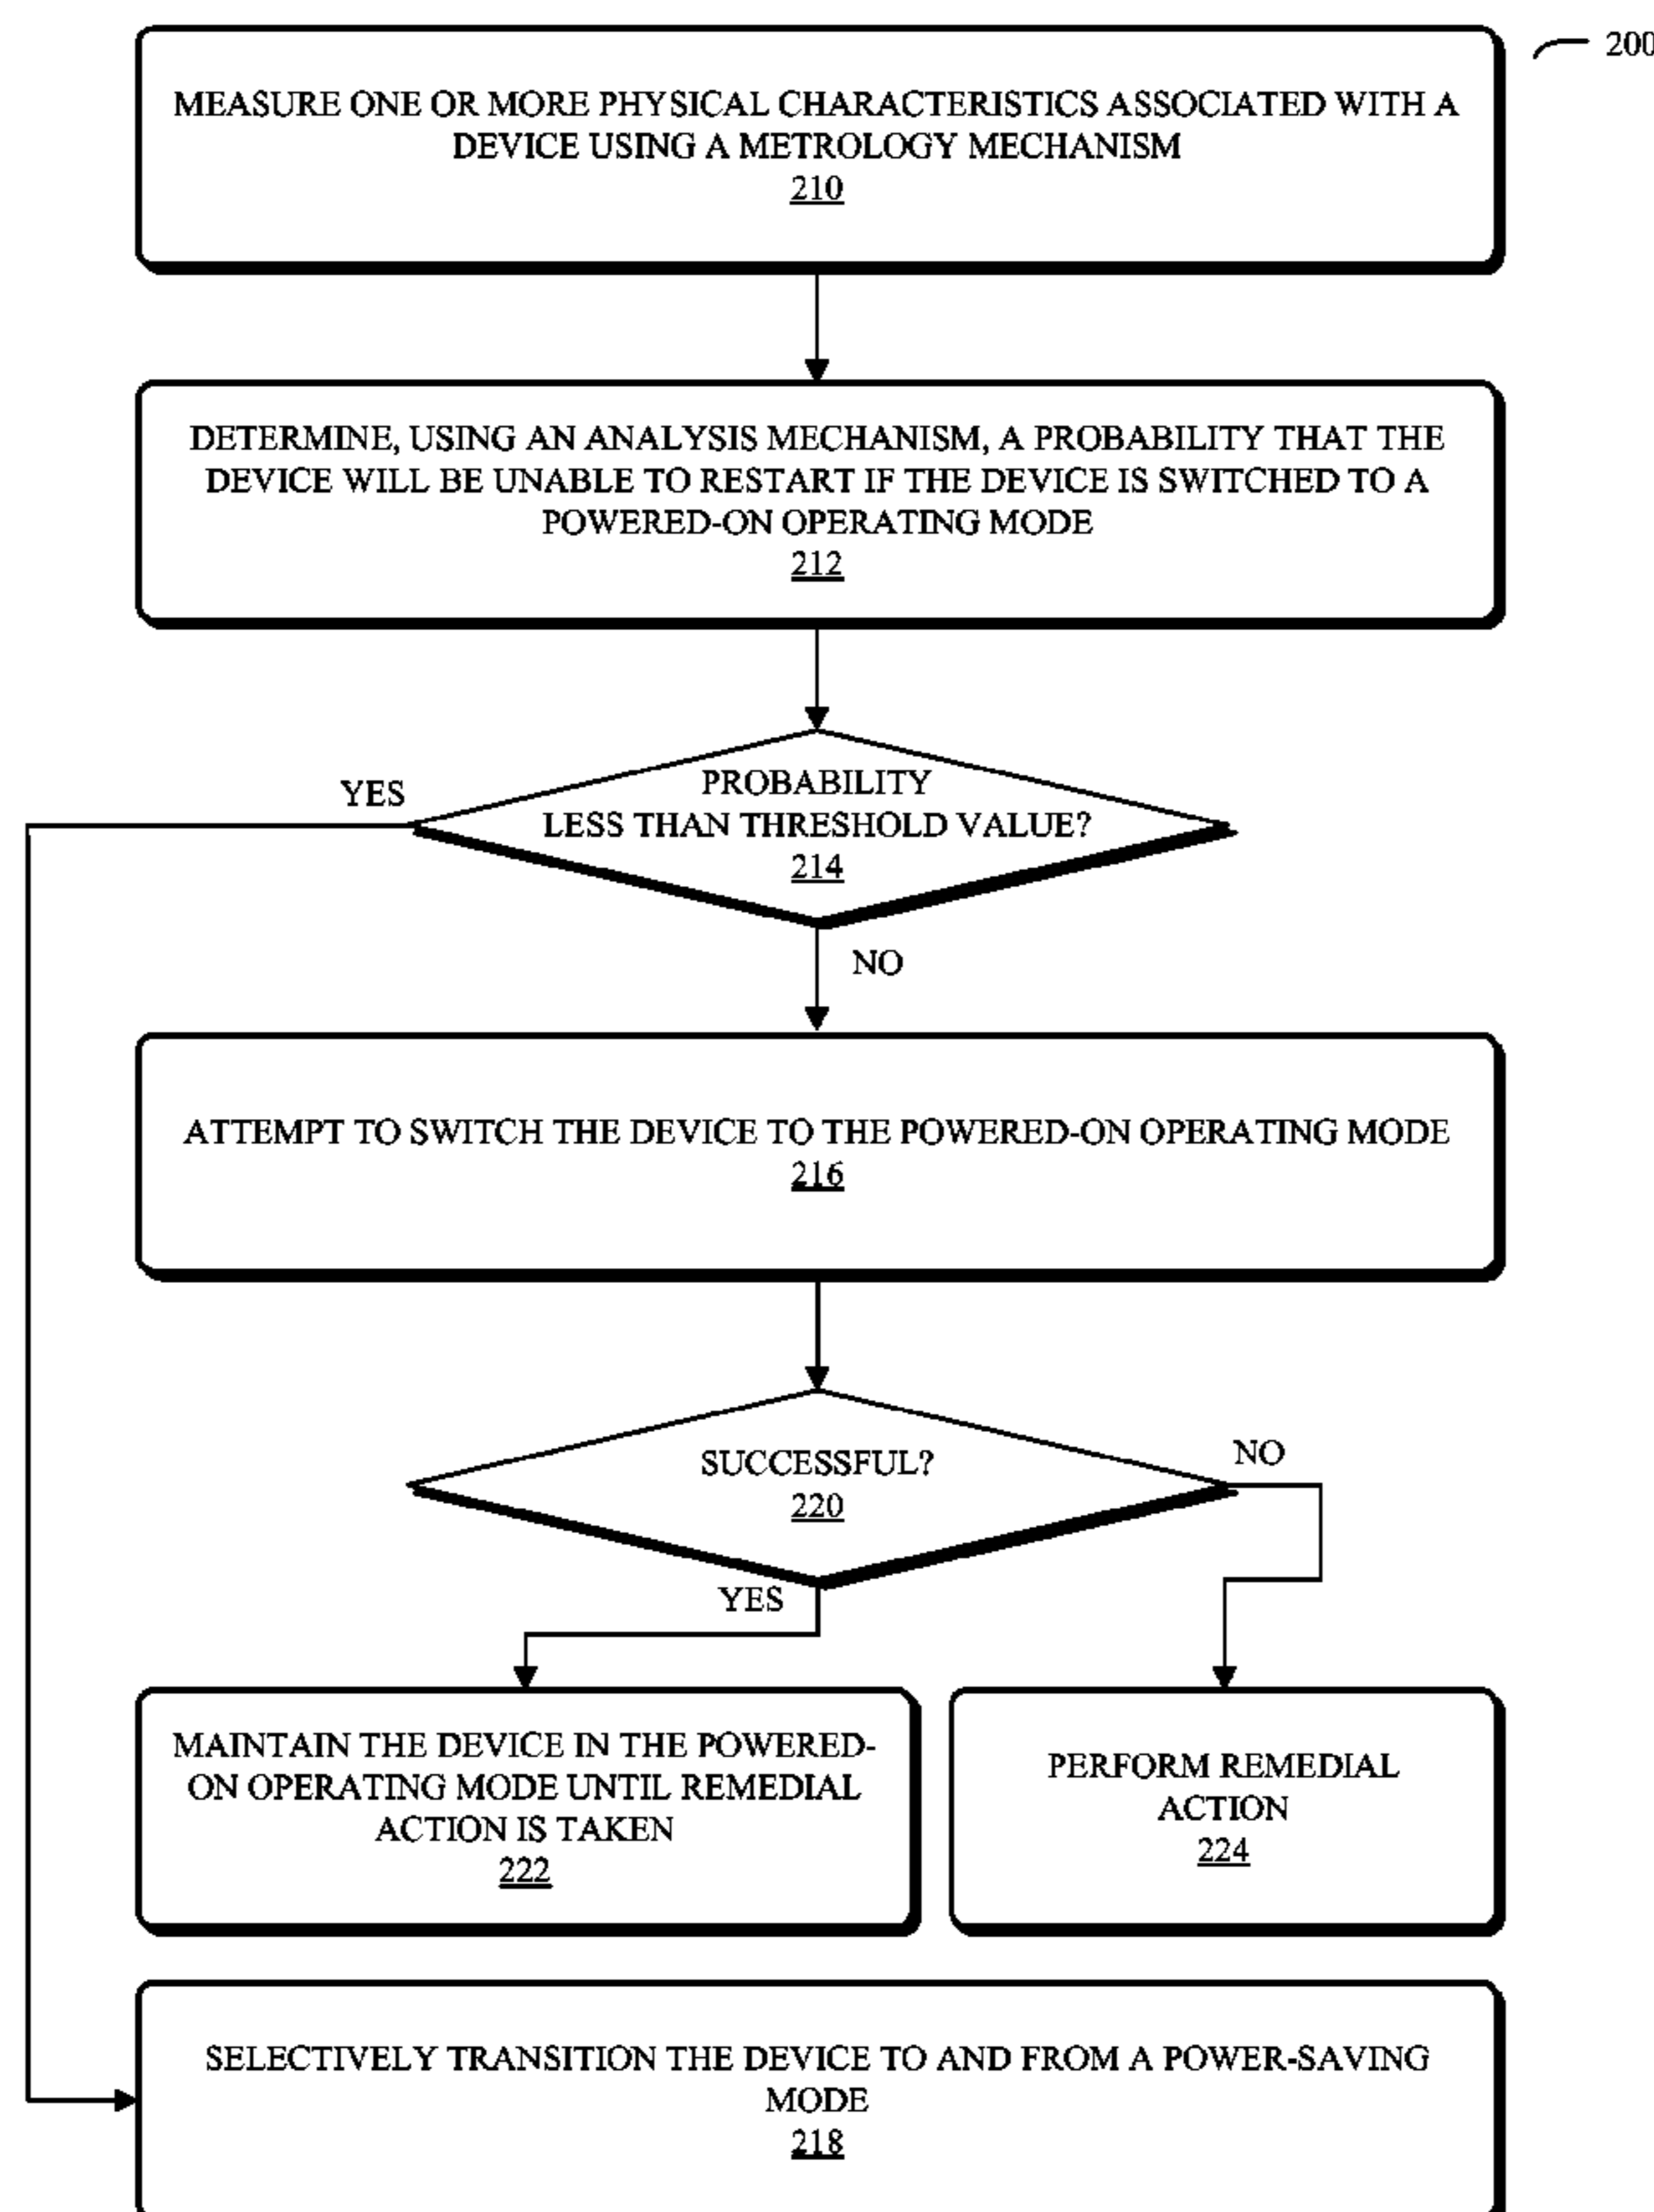 200
MEASURE ONE OR MORE PHYSICAL CHARACTERISTICS ASSOCIATED WITH A
DEVICE USING A METROLOGY MECHANISM
210
DETERMINE, USING AN ANALYSIS MECHANISM, A PROBABILITY THAT THE
DEVICE WILL BE UNABLE TO RESTART IF THE DEVICE IS SWITCHED TO A
POWERED-ON OPERATING MODE
212
YES
PROBABILITY
LESS THAN THRESHOLD VALUE?
214
NO
ATTEMPT TO SWITCH THE DEVICE TO THE POWERED-ON OPERATING MODE
216
SUCCESSFUL?
220
NO
YES
MAINTAIN THE DEVICE IN THE POWERED-
ON OPERATING MODE UNTIL REMEDIAL
ACTION IS TAKEN
222
PERFORM REMEDIAL
ACTION
224
SELECTIVELY TRANSITION THE DEVICE TO AND FROM A POWER-SAVING
MODE
218